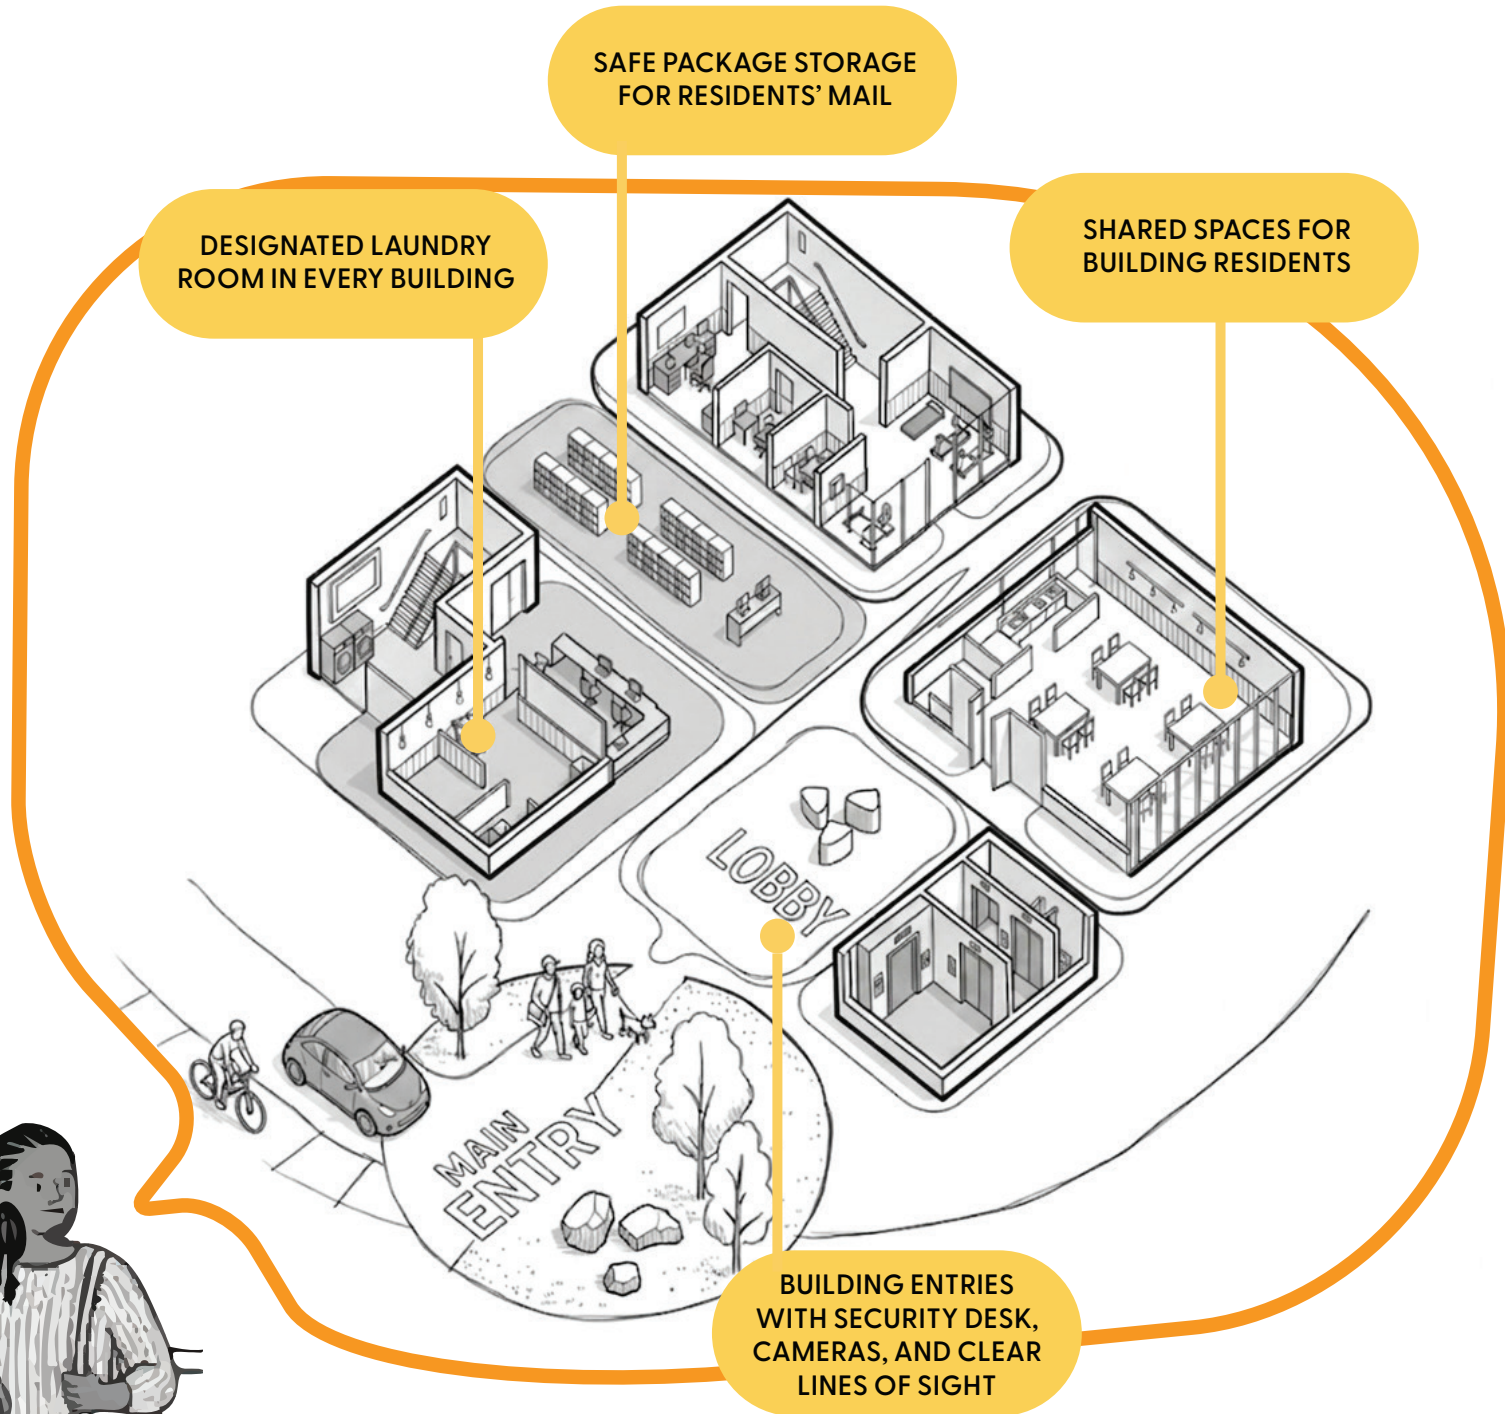 SAFE PACKAGE STORAGE
FOR RESIDENTS’ MAIL
DESIGNATED LAUNDRY
ROOM IN EVERY BUILDING
SHARED SPACES FOR
BUILDING RESIDENTS
LOBBY
MAIN
ENTRY
BUILDING ENTRIES
WITH SECURITY DESK,
CAMERAS, AND CLEAR
LINES OF SIGHT